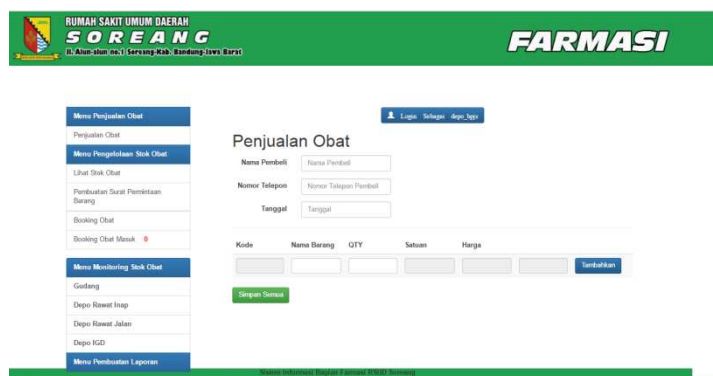 RUMAH SAKIT UMUM DAERAH
SOREANG
Jl. Alun-alun no.1 Soreang-Kab. Bandung-Jawa Barat
FARMASI
Login Sebagai
Menu Penjualan Obat
Penjualan Obat
Menu Pengelolaan Stok Obat
Lihat Stok Obat
Pembuatan Surat Permintaan
Barang
Booking Obat
Booking Obat Masuk 0
Menu Monitoring Stok Obat
Gudang
Depo Rawat Inap
Depo Rawat Jalan
Depo IGD
Menu Pembuatan Laporan
Penjualan Obat
Nama Pembeli Nama Pembeli
Nomor Telepon Nomor Telepon Pembeli
Tanggal Tanggal
Kode Nama Barang QTY Satuan Harga
Tambahkan
Simpan Semua
Sistem Informasi Bagian Farmasi RSUD Soreang